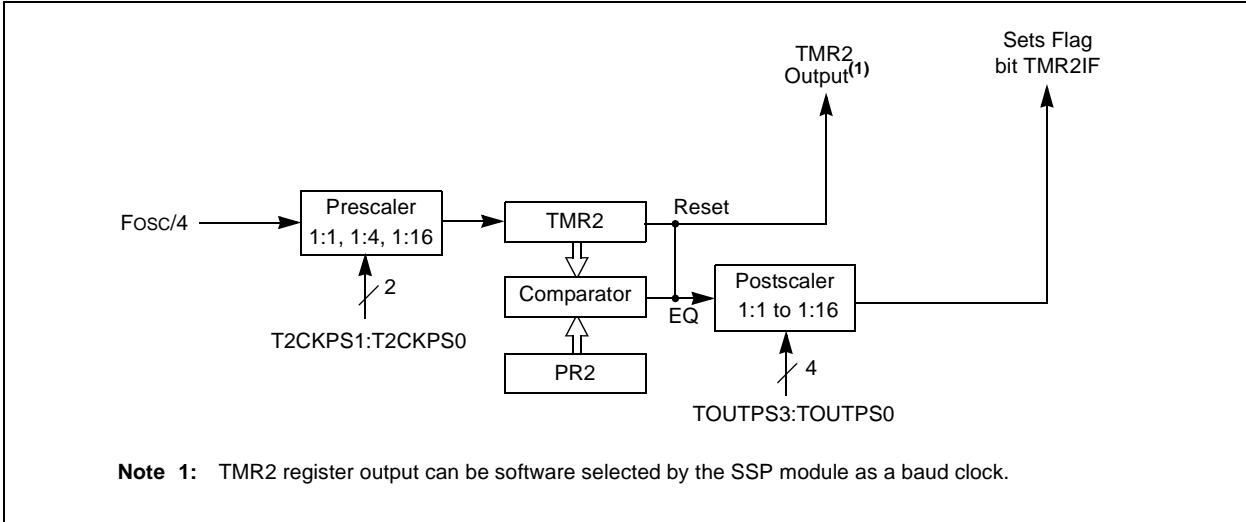 TMR2
Output(1)
Sets Flag
bit TMR2IF
Prescaler
1:1, 1:4, 1:16
FOSC/4
TMR2
Reset
2
T2CKPS1:T2CKPS0
Comparator
EQ
Postscaler
1:1 to 1:16
PR2
4
TOUTPS3:TOUTPS0
Note 1: TMR2 register output can be software selected by the SSP module as a baud clock.